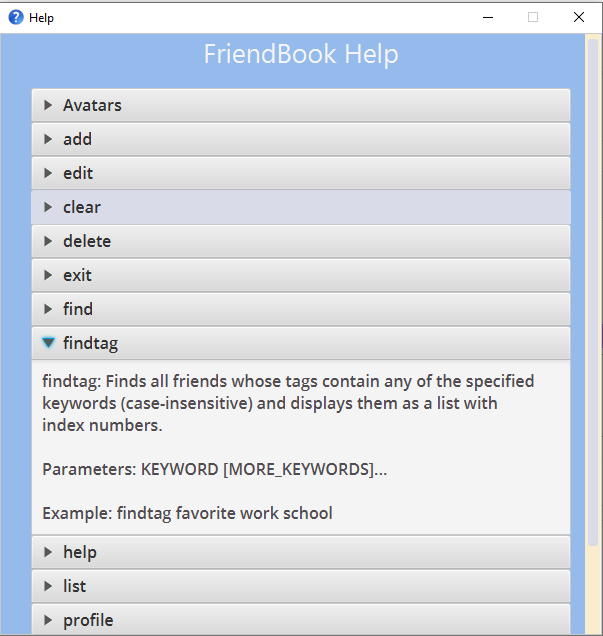 Help
FriendBook Help
Avatars
add
edit
clear
delete
exit
find
findtag
findtag: Finds all friends whose tags contain any of the specified
keywords (case-insensitive) and displays them as a list with
index numbers.
Parameters: KEYWORD [MORE_KEYWORDS]...
Example: findtag favorite work school
help
list
profile